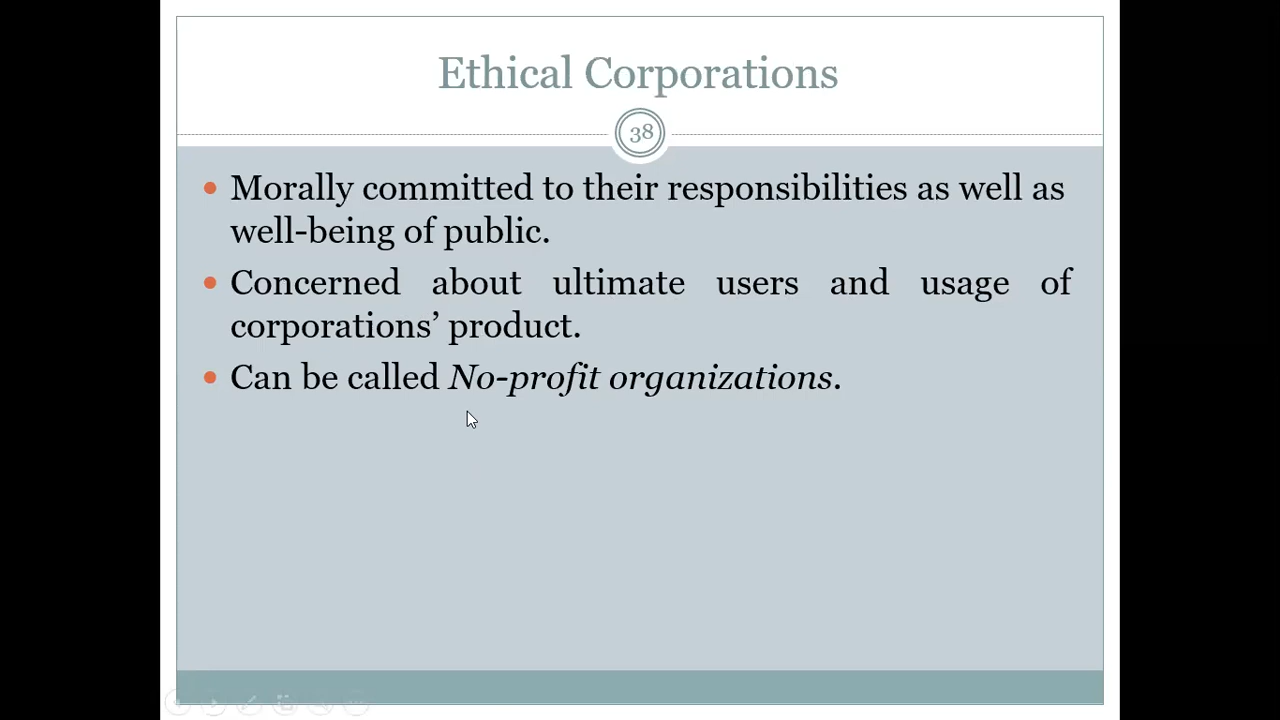 Ethical Corporations
38
• Morally committed to their responsibilities as well as
well-being of public.
• Concerned about ultimate users and usage of
corporations’ product.
• Can be called No-profit organizations.